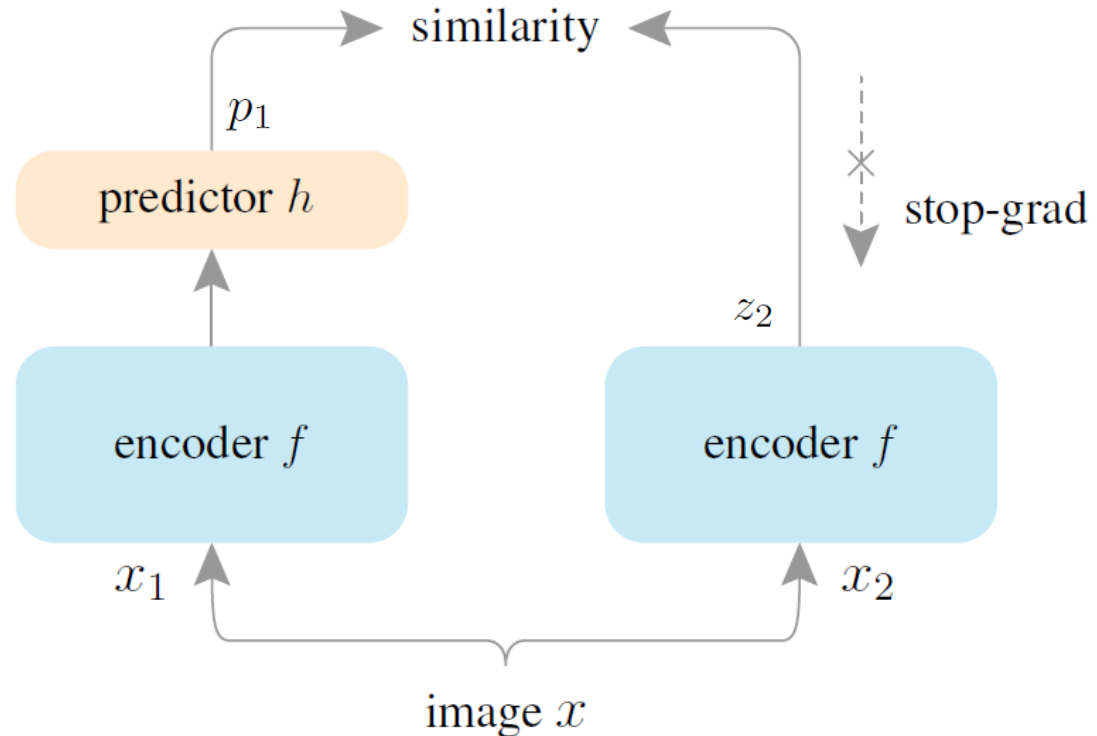 similarity
p₁
predictor h
stop-grad
z₂
encoder f
encoder f
x₁
x₂
image x